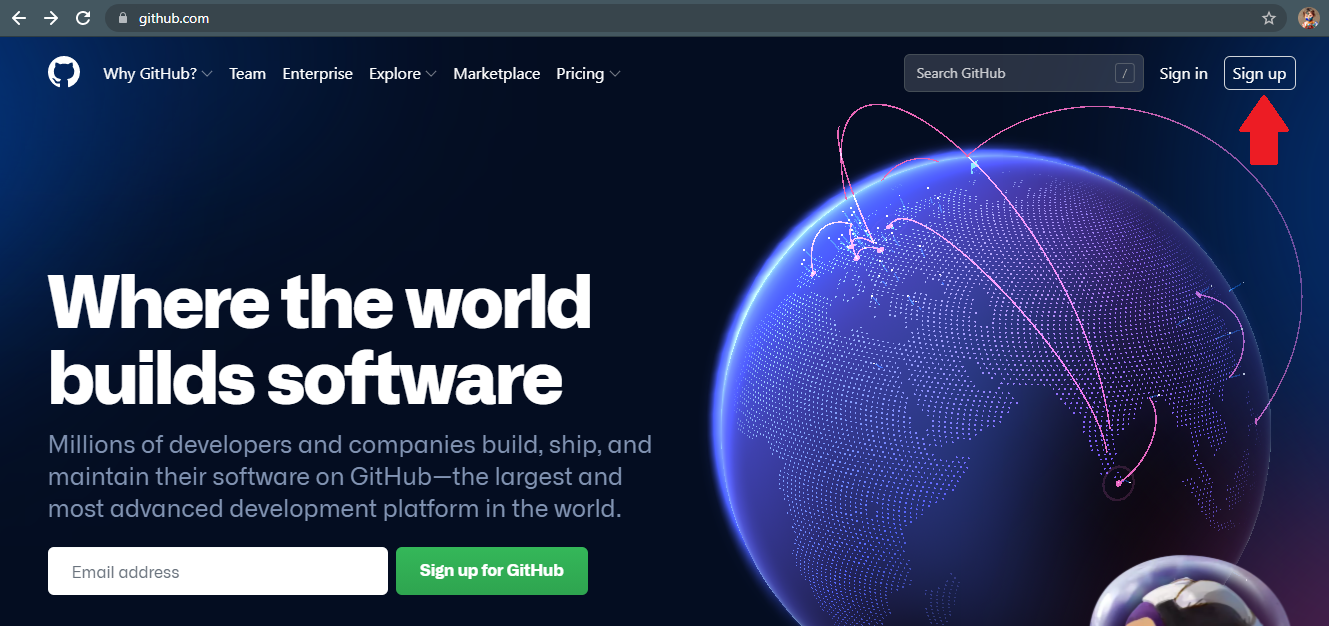 github.com
Why GitHub? Team Enterprise Explore Marketplace Pricing
Search GitHub /
Sign in
Sign up
Where the world
builds software
Millions of developers and companies build, ship, and
maintain their software on GitHub—the largest and
most advanced development platform in the world.
Email address
Sign up for GitHub